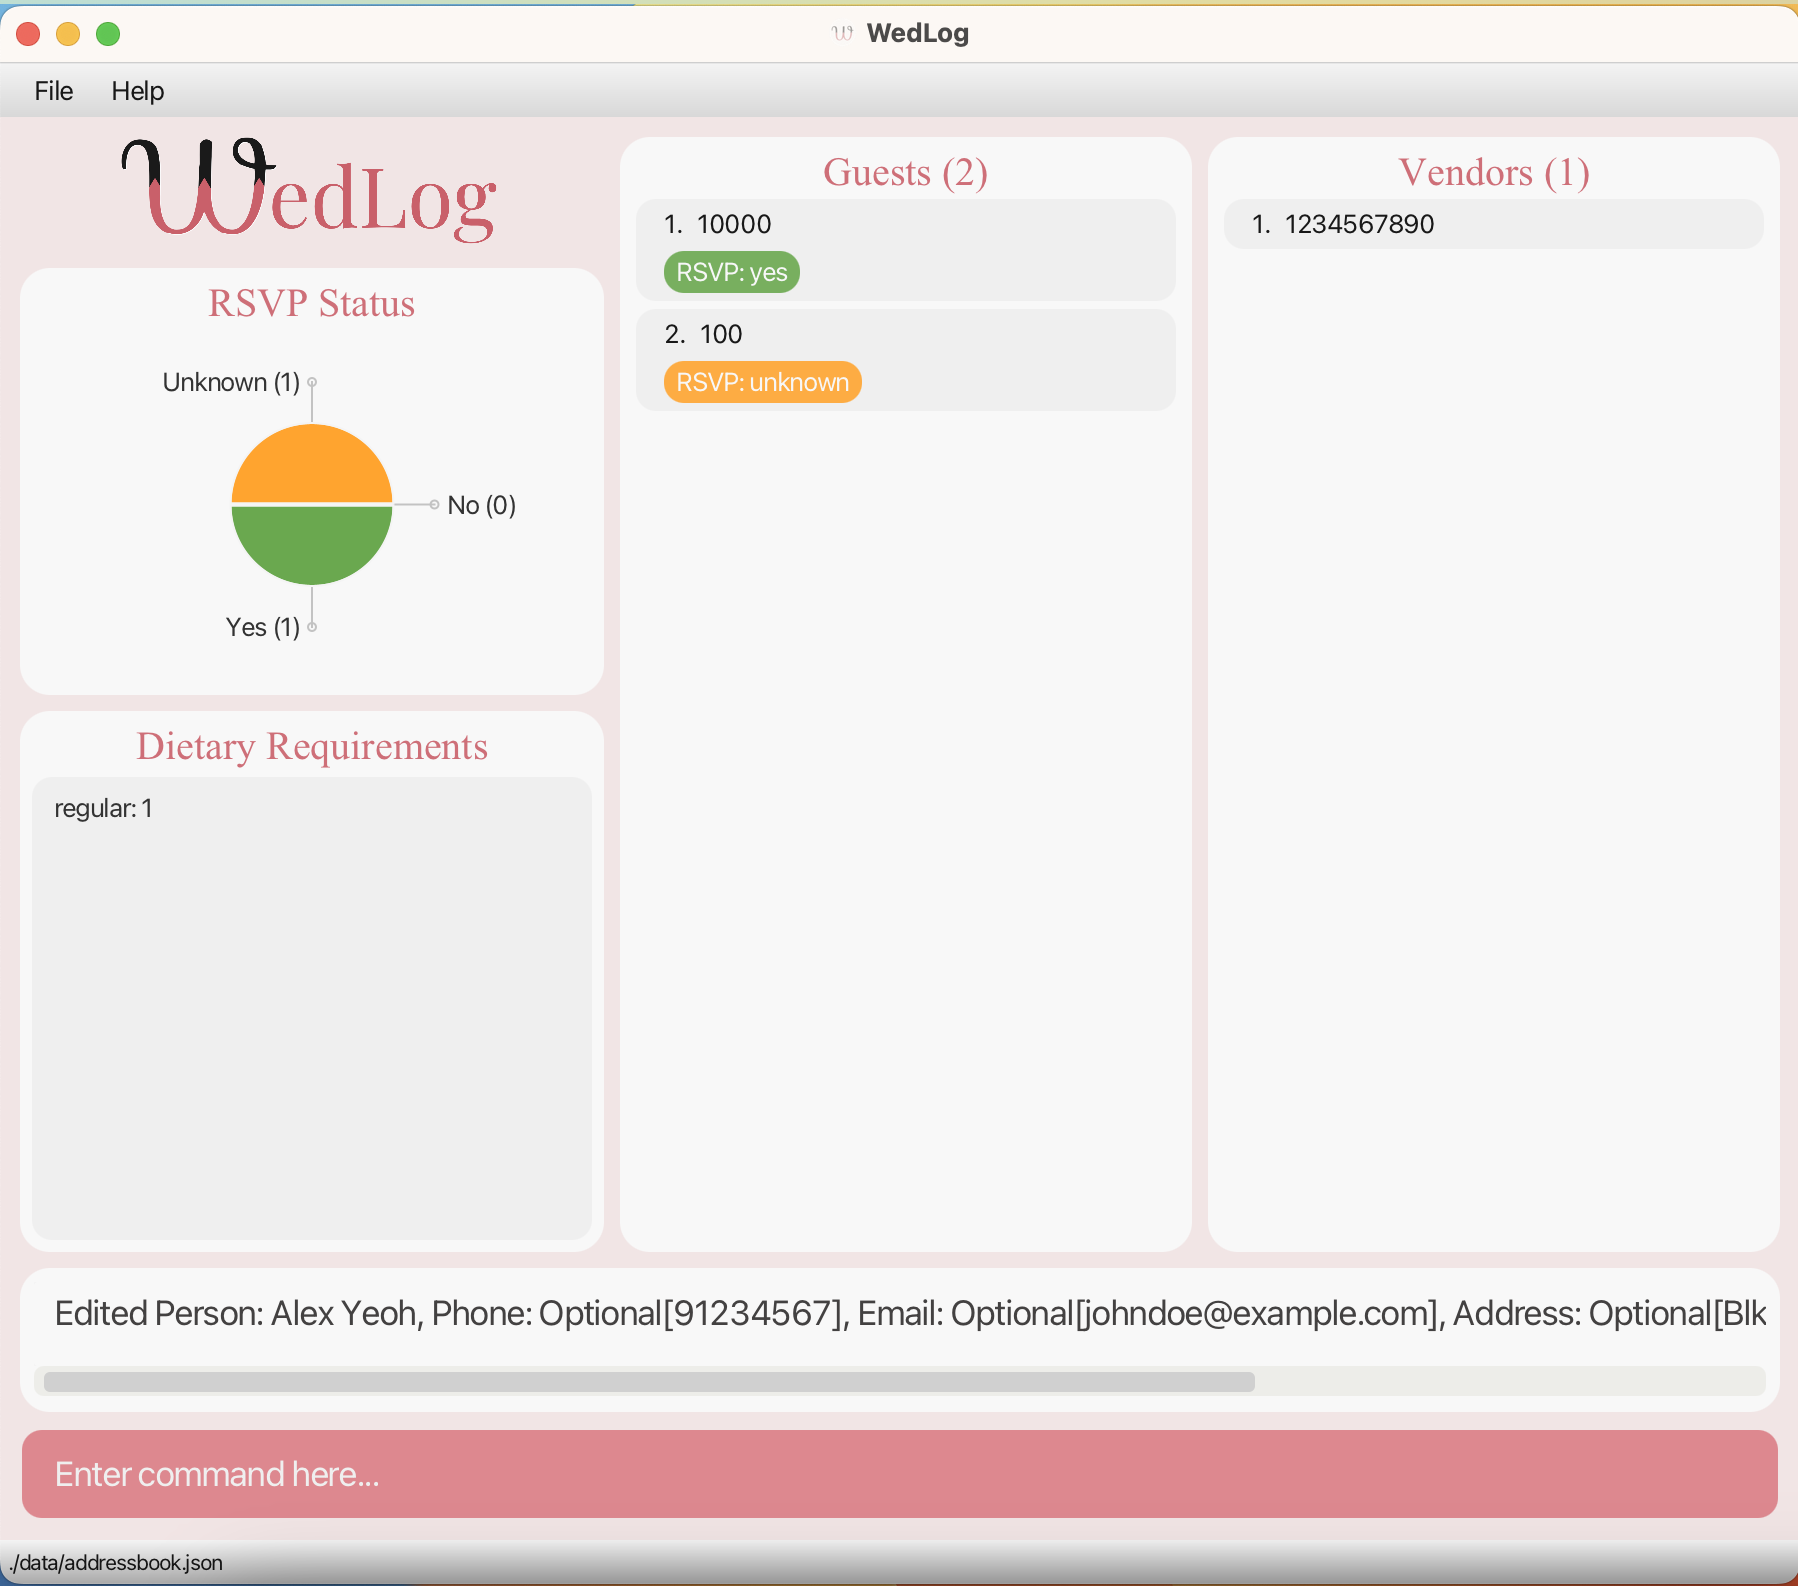 WedLog
File Help
WedLog
RSVP Status
Unknown (1)
No (0)
Yes (1)
Dietary Requirements
regular: 1
Guests (2)
1. 10000
RSVP: yes
2. 100
RSVP: unknown
Vendors (1)
1. 1234567890
Edited Person: Alex Yeoh, Phone: Optional[91234567], Email: Optional[johndoe@example.com], Address: Optional[Blk
Enter command here...
./data/addressbook.json